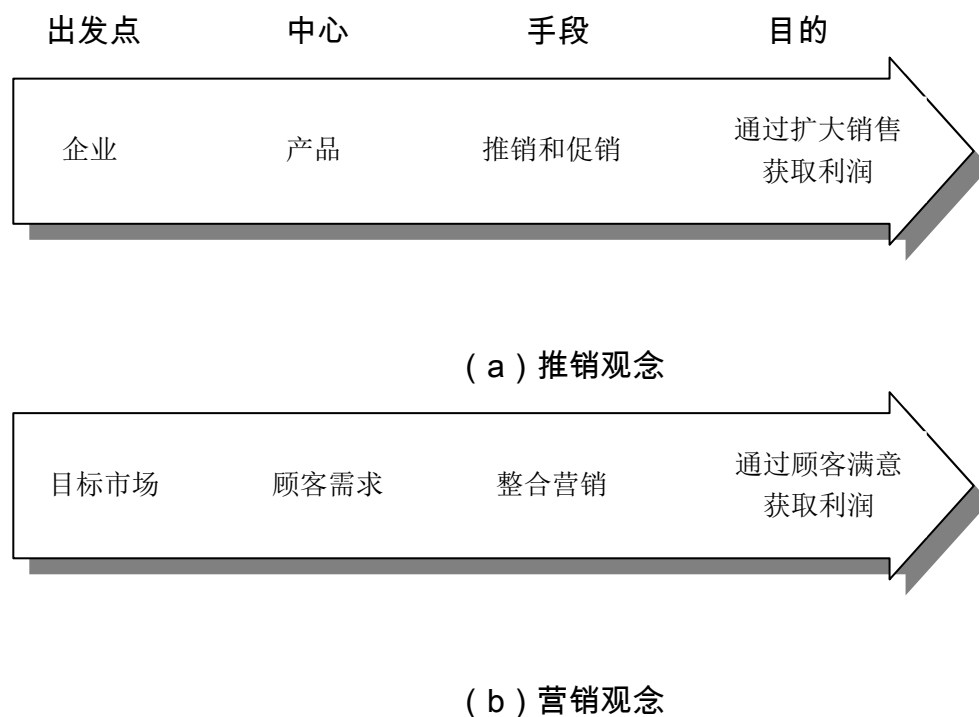 出发点 中心 手段 目的
企业 产品 推销和促销 通过扩大销售
获取利润
（a）推销观念
目标市场 顾客需求 整合营销 通过顾客满意
获取利润
（b）营销观念